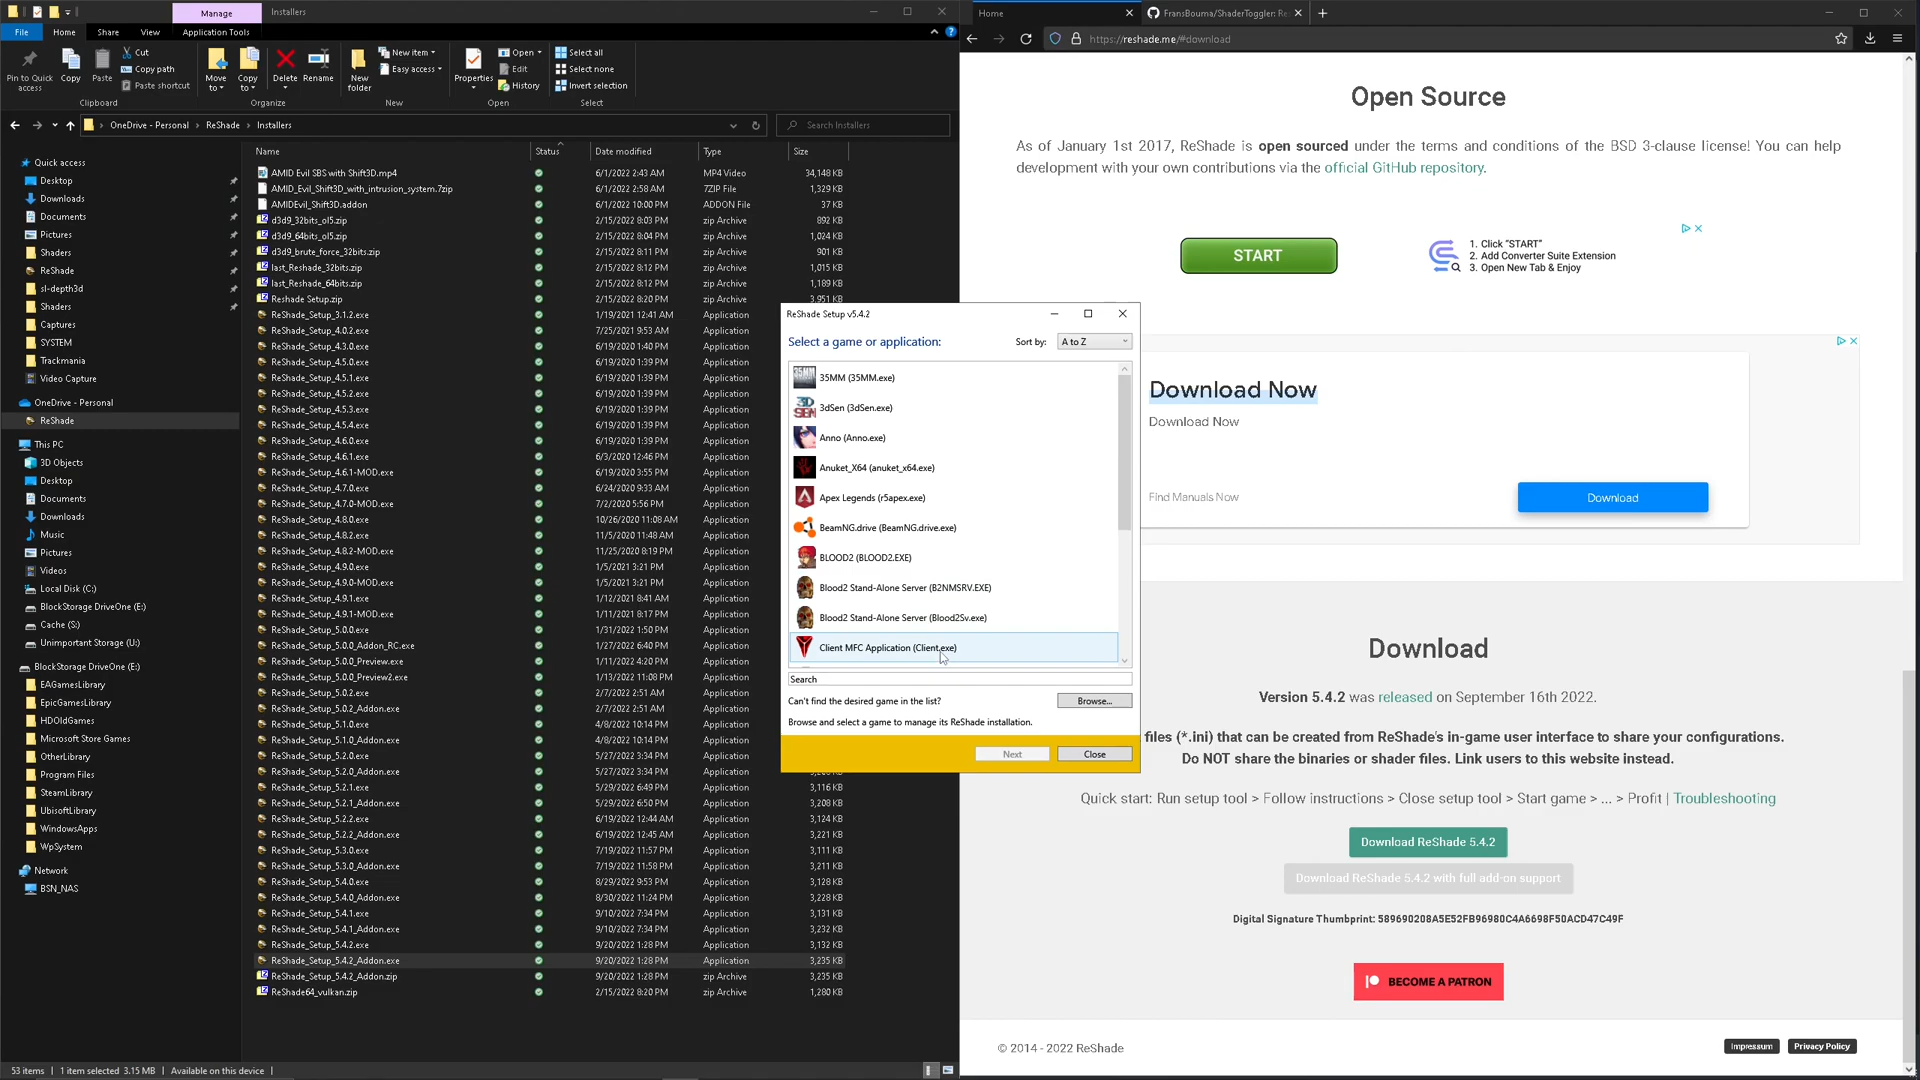 Manage
Installers
File
Home
Share
View
Application Tools
Pin to Quick access
Copy
Paste
Cut
Copy path
Paste shortcut
Move to
Copy to
Delete
Rename
New folder
New item
Easy access
Properties
Open
Edit
History
Select all
Select none
Invert selection
Clipboard
Organize
New
Open
Select
OneDrive - Personal
ReShade
Installers
Search Installers
Quick access
Desktop
Downloads
Documents
Pictures
Shaders
ReShade
sl-depth3d
Shaders
Captures
SYSTEM
Trackmania
Video Capture
OneDrive - Personal
ReShade
This PC
3D Objects
Desktop
Documents
Downloads
Music
Pictures
Videos
Local Disk (C:)
BlockStorage DriveOne (E:)
Cache (S:)
Unimportant Storage (U:)
BlockStorage DriveOne (E:)
EAGamesLibrary
EpicGamesLibrary
HDOldGames
Microsoft Store Games
OtherLibrary
Program Files
SteamLibrary
UbisoftLibrary
WindowsApps
WpSystem
Network
BSN_NAS
Name Status Date modified Type Size
AMID Evil SBS with Shift3D.mp4 6/1/2022 2:43 AM MP4 Video 34,148 KB
AMID_Evil_Shift3D_with_intrusion_system.7zip 6/1/2022 2:58 AM 7ZIP File 1,329 KB
AMIDEvil_Shift3D.addon 6/1/2022 10:00 PM ADDON File 37 KB
d3d9_32bits_ol5.zip 2/15/2022 8:03 PM zip Archive 892 KB
d3d9_64bits_ol5.zip 2/15/2022 8:04 PM zip Archive 1,024 KB
d3d9_brute_force_32bits.zip 2/15/2022 8:11 PM zip Archive 901 KB
last_Reshade_32bits.zip 2/15/2022 8:12 PM zip Archive 1,015 KB
last_Reshade_64bits.zip 2/15/2022 8:12 PM zip Archive 1,189 KB
Reshade Setup.zip 2/15/2022 8:20 PM zip Archive 3,951 KB
ReShade_Setup_3.1.2.exe 1/19/2021 12:41 AM Application
ReShade_Setup_4.0.2.exe 7/25/2021 9:53 AM Application
ReShade_Setup_4.3.0.exe 6/19/2020 1:40 PM Application
ReShade_Setup_4.5.0.exe 6/19/2020 1:39 PM Application
ReShade_Setup_4.5.1.exe 6/19/2020 1:39 PM Application
ReShade_Setup_4.5.2.exe 6/19/2020 1:39 PM Application
ReShade_Setup_4.5.3.exe 6/19/2020 1:39 PM Application
ReShade_Setup_4.5.4.exe 6/19/2020 1:39 PM Application
ReShade_Setup_4.6.0.exe 6/19/2020 1:39 PM Application
ReShade_Setup_4.6.1.exe 6/3/2020 12:46 PM Application
ReShade_Setup_4.6.1-MOD.exe 6/19/2020 3:55 PM Application
ReShade_Setup_4.7.0.exe 6/24/2020 9:33 AM Application
ReShade_Setup_4.7.0-MOD.exe 7/2/2020 5:56 PM Application
ReShade_Setup_4.8.0.exe 10/26/2020 11:08 AM Application
ReShade_Setup_4.8.2.exe 11/5/2020 11:48 AM Application
ReShade_Setup_4.8.2-MOD.exe 11/25/2020 8:19 PM Application
ReShade_Setup_4.9.0.exe 1/5/2021 3:21 PM Application
ReShade_Setup_4.9.0-MOD.exe 1/5/2021 3:21 PM Application
ReShade_Setup_4.9.1.exe 1/12/2021 8:41 AM Application
ReShade_Setup_4.9.1-MOD.exe 1/11/2021 8:17 PM Application
ReShade_Setup_5.0.0.exe 1/31/2022 1:50 PM Application
ReShade_Setup_5.0.0_Addon_RC.exe 1/27/2022 6:40 PM Application
ReShade_Setup_5.0.0_Preview.exe 1/11/2022 4:20 PM Application
ReShade_Setup_5.0.0_Preview2.exe 1/13/2022 11:08 PM Application
ReShade_Setup_5.0.2.exe 2/7/2022 2:51 AM Application
ReShade_Setup_5.0.2_Addon.exe 2/7/2022 2:51 AM Application
ReShade_Setup_5.1.0.exe 4/8/2022 10:14 PM Application
ReShade_Setup_5.1.0_Addon.exe 4/8/2022 10:14 PM Application
ReShade_Setup_5.2.0.exe 5/27/2022 3:34 PM Application
ReShade_Setup_5.2.0_Addon.exe 5/27/2022 3:34 PM Application
ReShade_Setup_5.2.1.exe 5/29/2022 6:49 PM Application 3,116 KB
ReShade_Setup_5.2.1_Addon.exe 5/29/2022 6:50 PM Application 3,208 KB
ReShade_Setup_5.2.2.exe 6/19/2022 12:44 AM Application 3,124 KB
ReShade_Setup_5.2.2_Addon.exe 6/19/2022 12:45 AM Application 3,221 KB
ReShade_Setup_5.3.0.exe 7/19/2022 11:57 PM Application 3,111 KB
ReShade_Setup_5.3.0_Addon.exe 7/19/2022 11:58 PM Application 3,211 KB
ReShade_Setup_5.4.0.exe 8/29/2022 9:53 PM Application 3,128 KB
ReShade_Setup_5.4.0_Addon.exe 8/30/2022 11:24 PM Application 3,228 KB
ReShade_Setup_5.4.1.exe 9/10/2022 7:34 PM Application 3,131 KB
ReShade_Setup_5.4.1_Addon.exe 9/10/2022 7:34 PM Application 3,232 KB
ReShade_Setup_5.4.2.exe 9/20/2022 1:28 PM Application 3,132 KB
ReShade_Setup_5.4.2_Addon.exe 9/20/2022 1:28 PM Application 3,235 KB
ReShade_Setup_5.4.2_Addon.zip 9/20/2022 1:28 PM zip Archive 3,235 KB
ReShade64_vulkan.zip 2/15/2022 8:20 PM zip Archive 1,280 KB
53 items 1 item selected 3.15 MB Available on this device
ReShade Setup v5.4.2
Select a game or application:
Sort by: A to Z
35MM (35MM.exe)
3dSen (3dSen.exe)
Anno (Anno.exe)
Anuket_X64 (anuket_x64.exe)
Apex Legends (r5apex.exe)
BeamNG.drive (BeamNG.drive.exe)
BLOOD2 (BLOOD2.EXE)
Blood2 Stand-Alone Server (B2NMSRV.EXE)
Blood2 Stand-Alone Server (Blood2Sv.exe)
Client MFC Application (Client.exe)
Search
Can't find the desired game in the list?
Browse...
Browse and select a game to manage its ReShade installation.
Next
Close
Home
FransBouma/ShaderToggler: Re
https://reshade.me/#download
Open Source
As of January 1st 2017, ReShade is open sourced under the terms and conditions of the BSD 3-clause license! You can help
development with your own contributions via the official GitHub repository.
START
1. Click "START"
2. Add Converter Suite Extension
3. Open New Tab & Enjoy
Download Now
Download Now
Find Manuals Now
Download
Download
Version 5.4.2 was released on September 16th 2022.
files (*.ini) that can be created from ReShade's in-game user interface to share your configurations.
Do NOT share the binaries or shader files. Link users to this website instead.
Quick start: Run setup tool > Follow instructions > Close setup tool > Start game > ... > Profit | Troubleshooting
Download ReShade 5.4.2
Download ReShade 5.4.2 with full add-on support
Digital Signature Thumbprint: 589690208A5E52FB96980C4A6698F50ACD47C49F
BECOME A PATRON
© 2014 - 2022 ReShade
Impressum
Privacy Policy